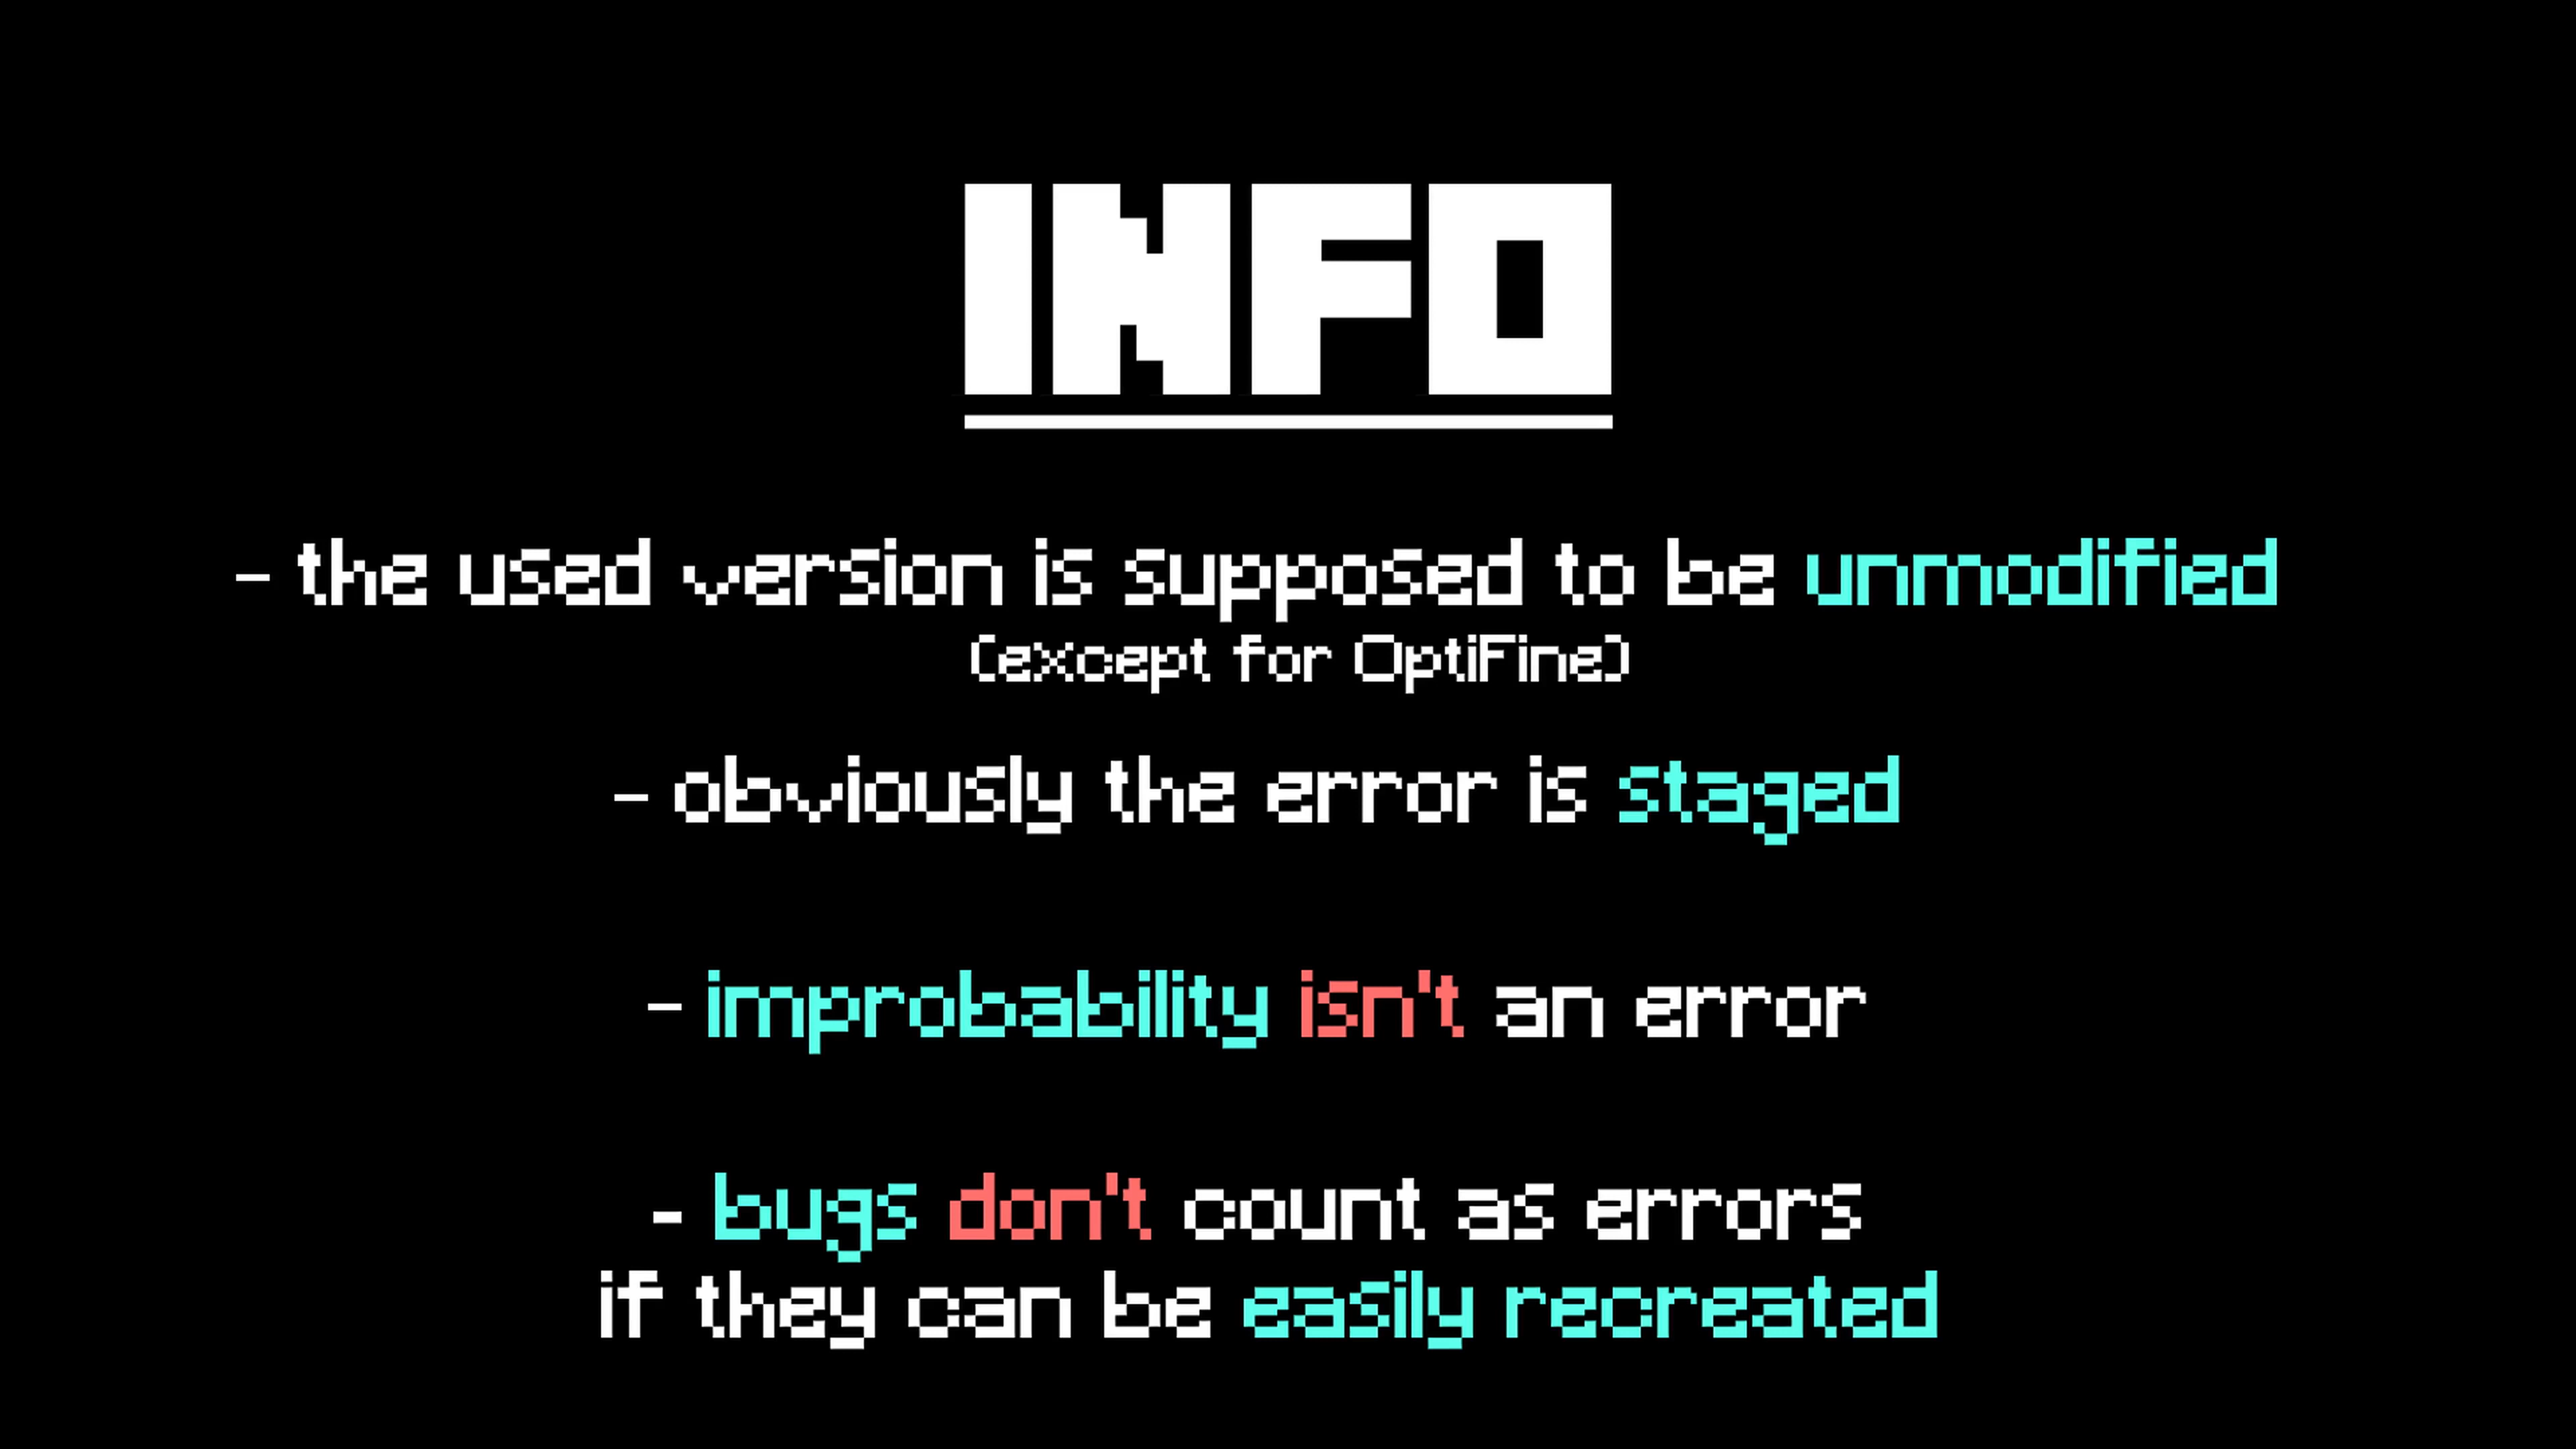 INFO
- the used version is supposed to be unmodified
(except for OptiFine)
- obviously the error is staged
- improbability isn't an error
- bugs don't count as errors
if they can be easily recreated